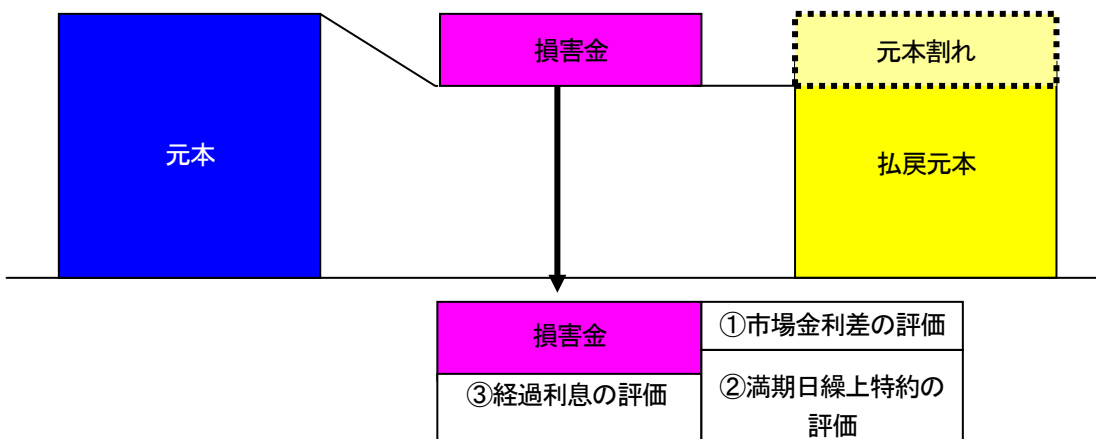 損害金
元本割れ
元本
払戻元本
損害金
①市場金利差の評価
③経過利息の評価
②満期日繰上特約の
評価